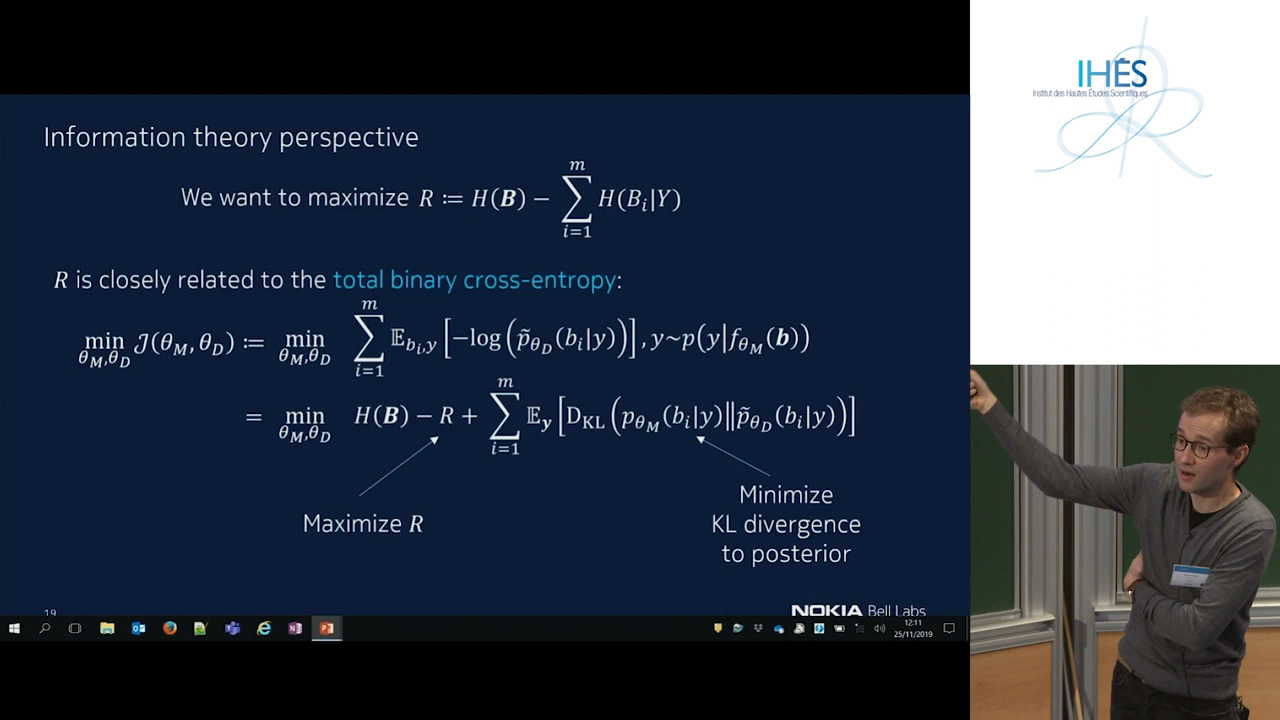 Information theory perspective
We want to maximize R ≔ H(B) − ∑_{i=1}^{m} H(B_i|Y)
R is closely related to the total binary cross-entropy:
min_{θ_M,θ_D} 𝒥(θ_M, θ_D) ≔ min_{θ_M,θ_D} ∑_{i=1}^{m} 𝔼_{b_i,y} [−log (p̃_{θ_D}(b_i|y))], y~p(y|f_{θ_M}(b))
= min_{θ_M,θ_D} H(B) − R + ∑_{i=1}^{m} 𝔼_y [D_KL (p_{θ_M}(b_i|y)‖p̃_{θ_D}(b_i|y))]
Maximize R
Minimize
KL divergence
to posterior
19
NOKIA Bell Labs
12:11
25/11/2019
IHÉS
Institut des Hautes Études Scientifiques